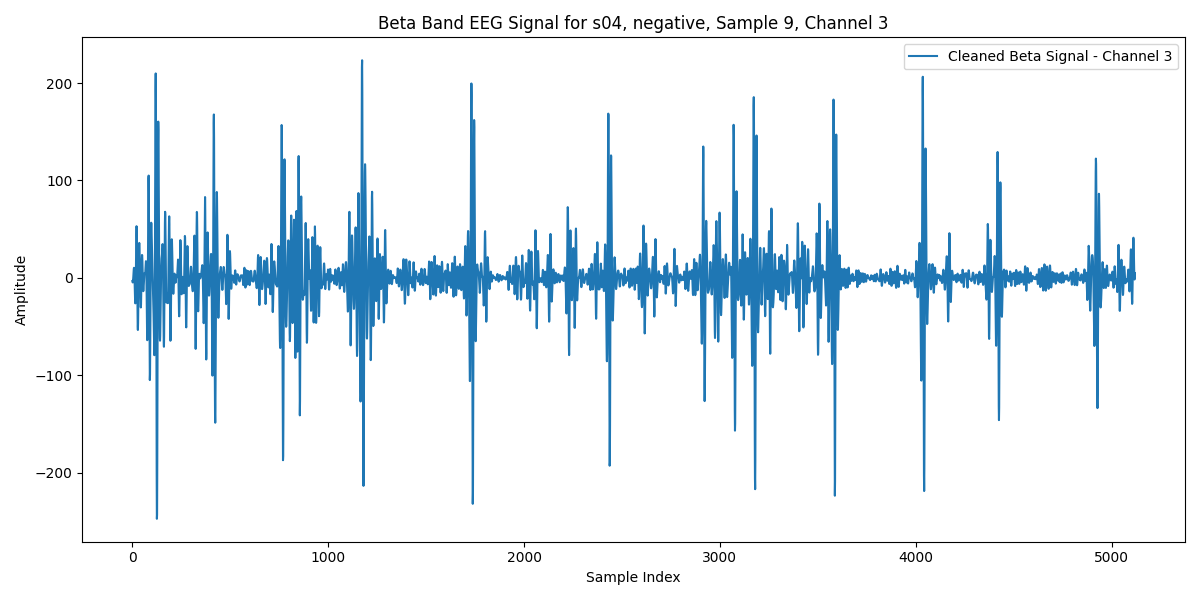 Beta Band EEG Signal for s04, negative, Sample 9, Channel 3
Cleaned Beta Signal - Channel 3
200
100
0
−100
−200
Amplitude
0 1000 2000 3000 4000 5000
Sample Index